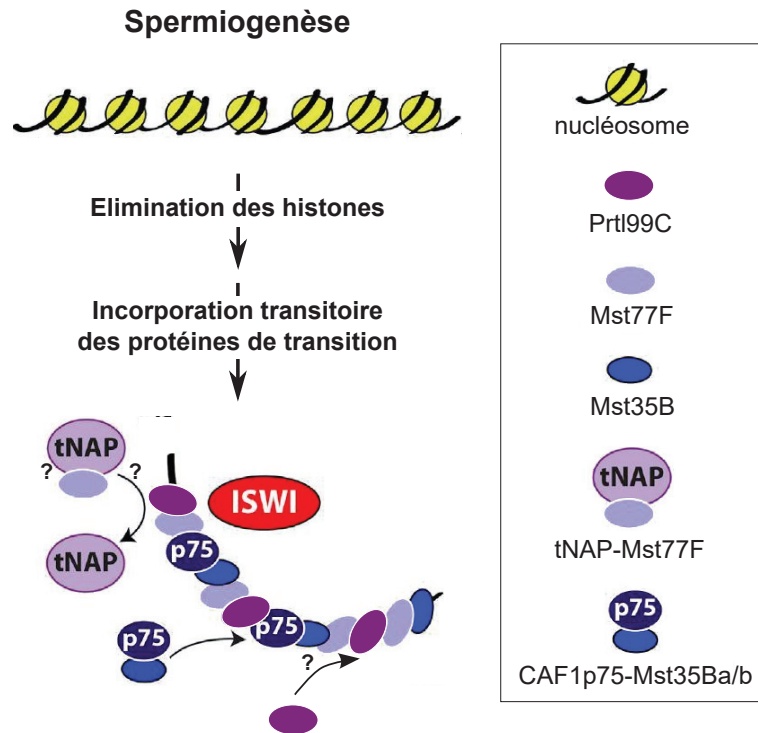 Spermiogenèse
Elimination des histones
Incorporation transitoire
des protéines de transition
tNAP
?
?
ISWI
tNAP
p75
p75
p75
?
nucléosome
Prtl99C
Mst77F
Mst35B
tNAP
tNAP-Mst77F
p75
CAF1p75-Mst35Ba/b